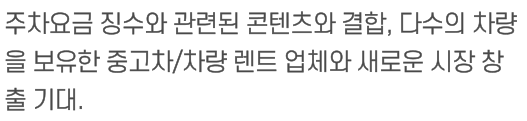 주차요금 징수와 관련된 콘텐츠와 결합, 다수의 차량
을 보유한 중고차/차량 렌트 업체와 새로운 시장 창
출 기대.